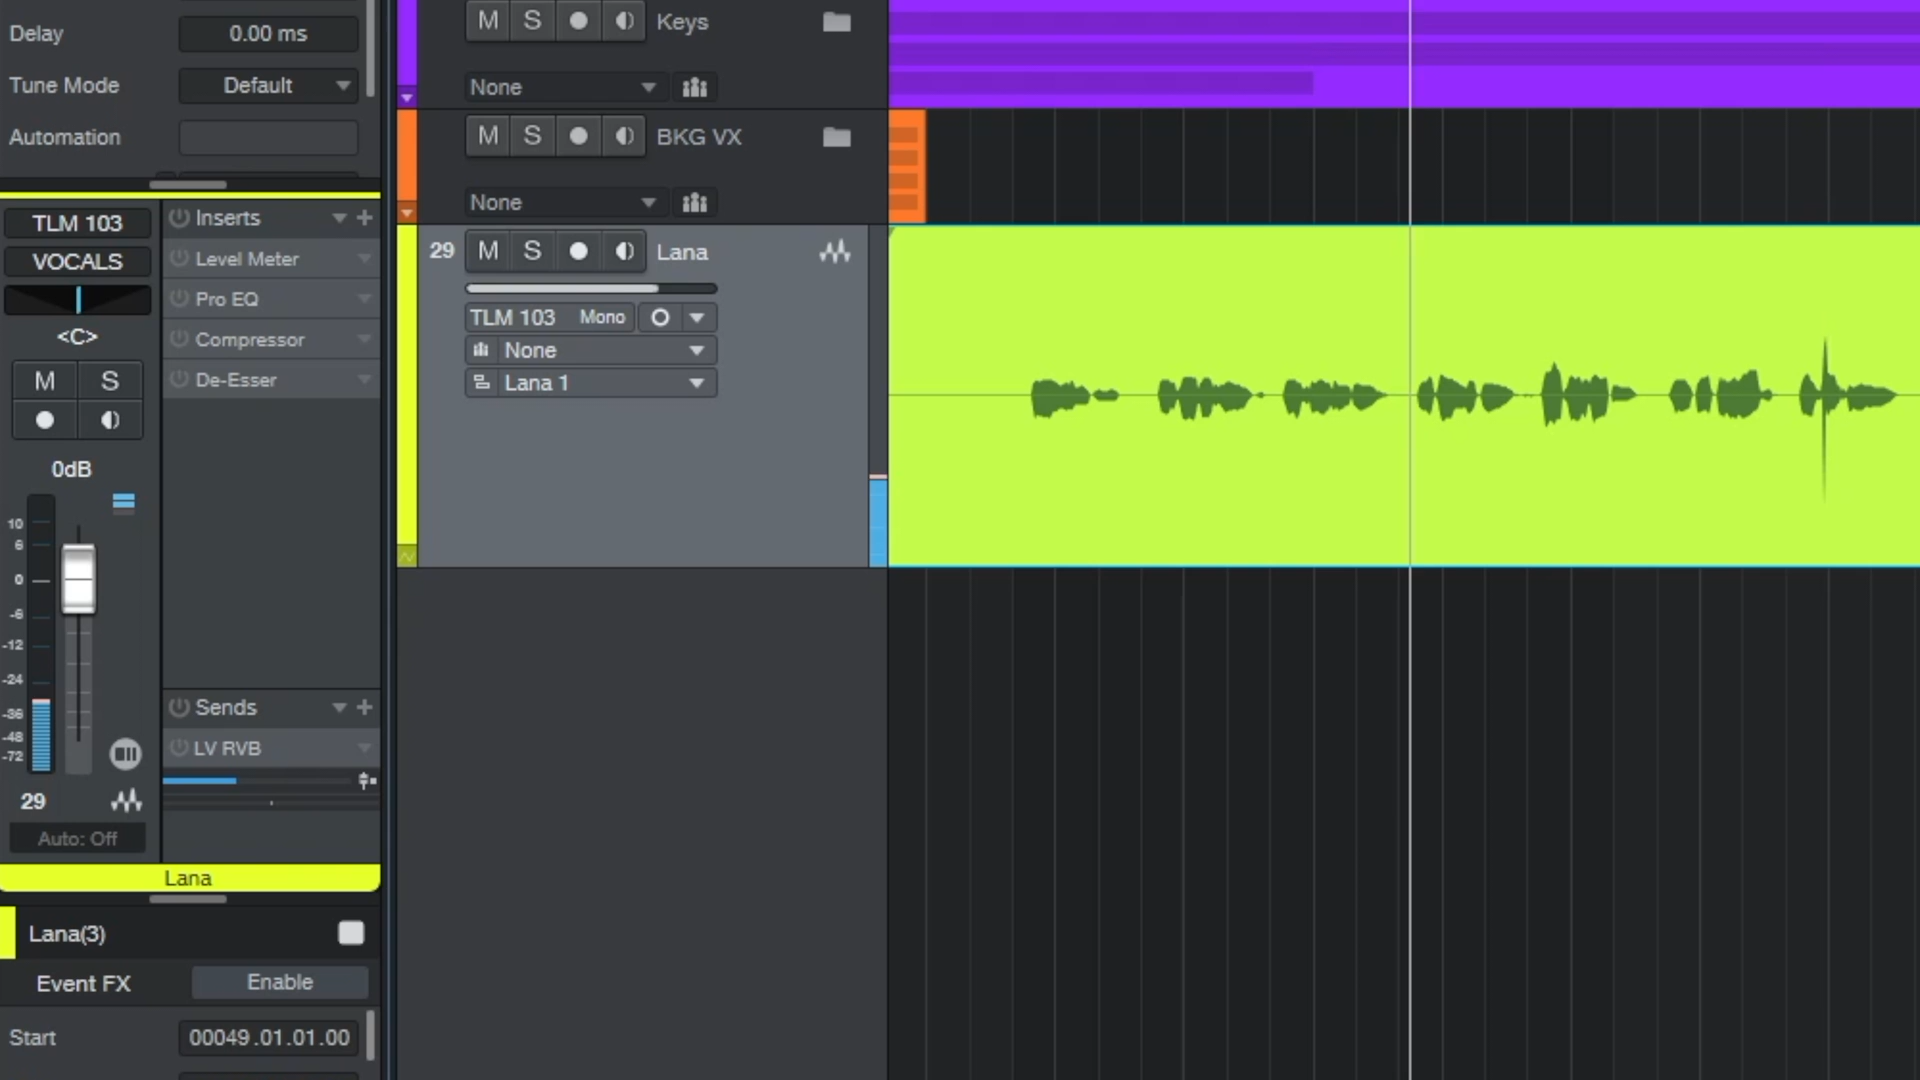 Delay 0.00 ms
Tune Mode Default
Automation
TLM 103
VOCALS
<C>
M S
0dB
10
6
0
-6
-12
-24
-36
-48
-72
29
Auto: Off
Inserts
Level Meter
Pro EQ
Compressor
De-Esser
Sends
LV RVB
Lana
Lana(3)
Event FX Enable
Start 00049.01.01.00
M S Keys
None
M S BKG VX
None
29 M S Lana
TLM 103 Mono
None
Lana 1